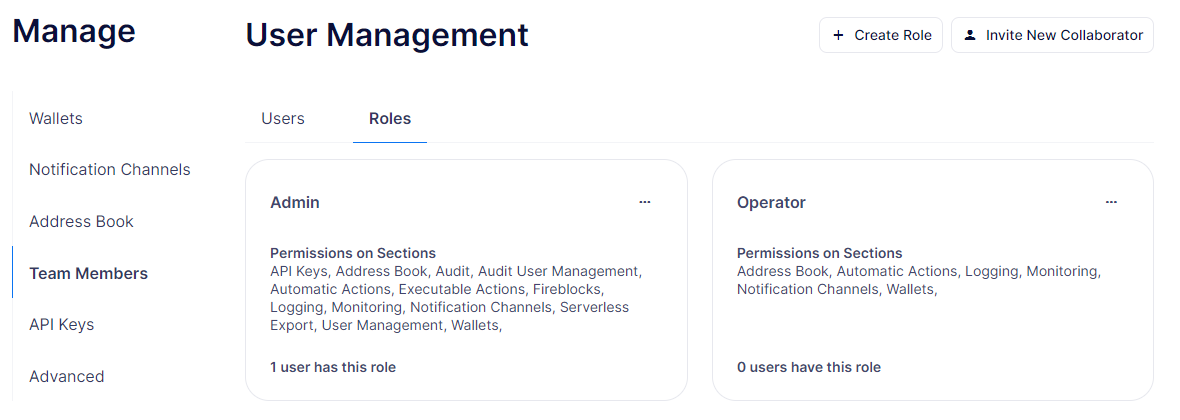 Manage
User Management
Create Role
Invite New Collaborator
Wallets
Notification Channels
Address Book
Team Members
API Keys
Advanced
Users
Roles
Admin
Permissions on Sections
API Keys, Address Book, Audit, Audit User Management,
Automatic Actions, Executable Actions, Fireblocks,
Logging, Monitoring, Notification Channels, Serverless
Export, User Management, Wallets,
1 user has this role
Operator
Permissions on Sections
Address Book, Automatic Actions, Logging, Monitoring,
Notification Channels, Wallets,
0 users have this role